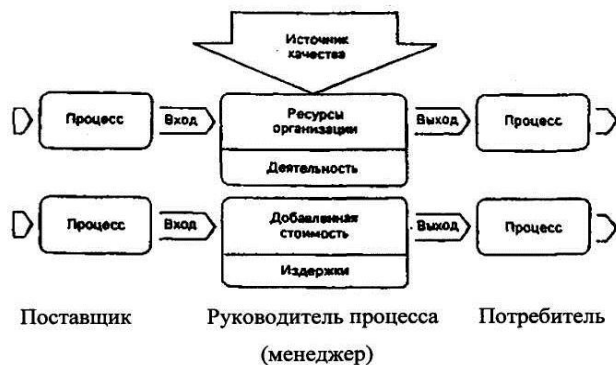 Источник
качества
Процесс
Вход
Ресурсы
организации
Выход
Процесс
Деятельность
Процесс
Вход
Добавленная
стоимость
Выход
Процесс
Издержки
Поставщик
Руководитель процесса
(менеджер)
Потребитель